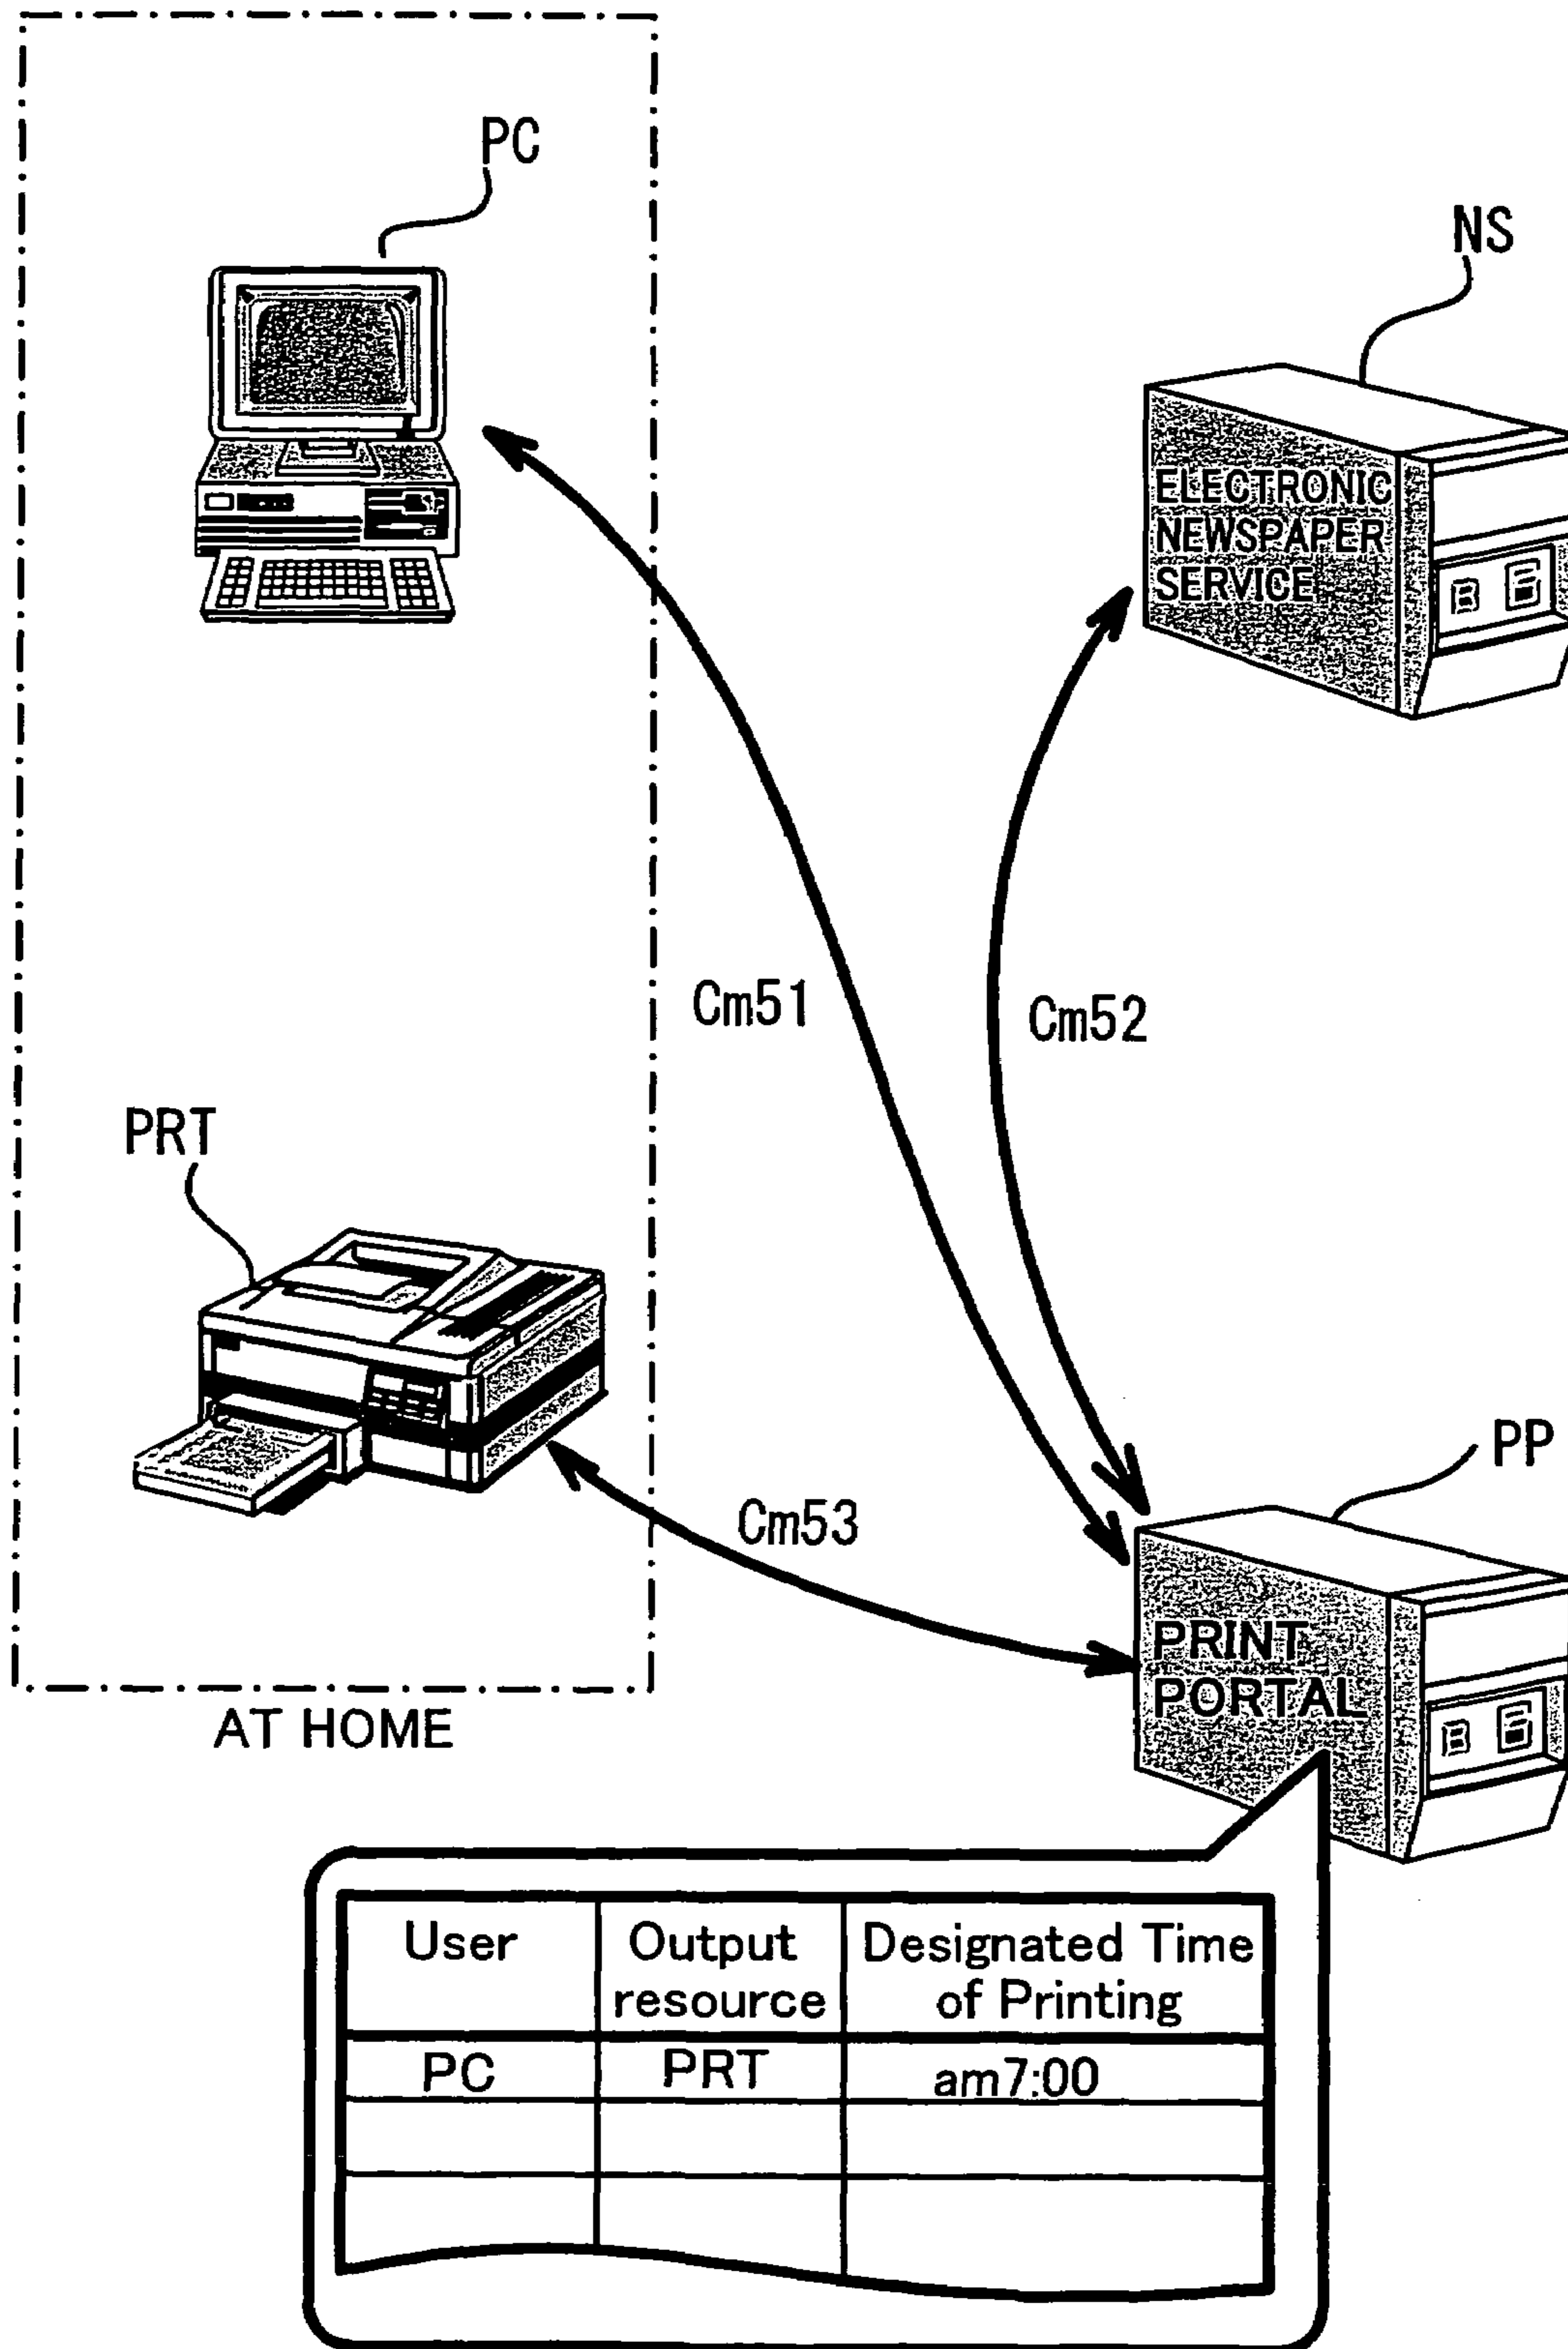 PC
NS
ELECTRONIC
NEWSPAPER
SERVICE
Cm51
Cm52
PRT
Cm53
PP
PRINT
PORTAL
AT HOME
User
Output
resource
Designated Time
of Printing
PC
PRT
am7:00